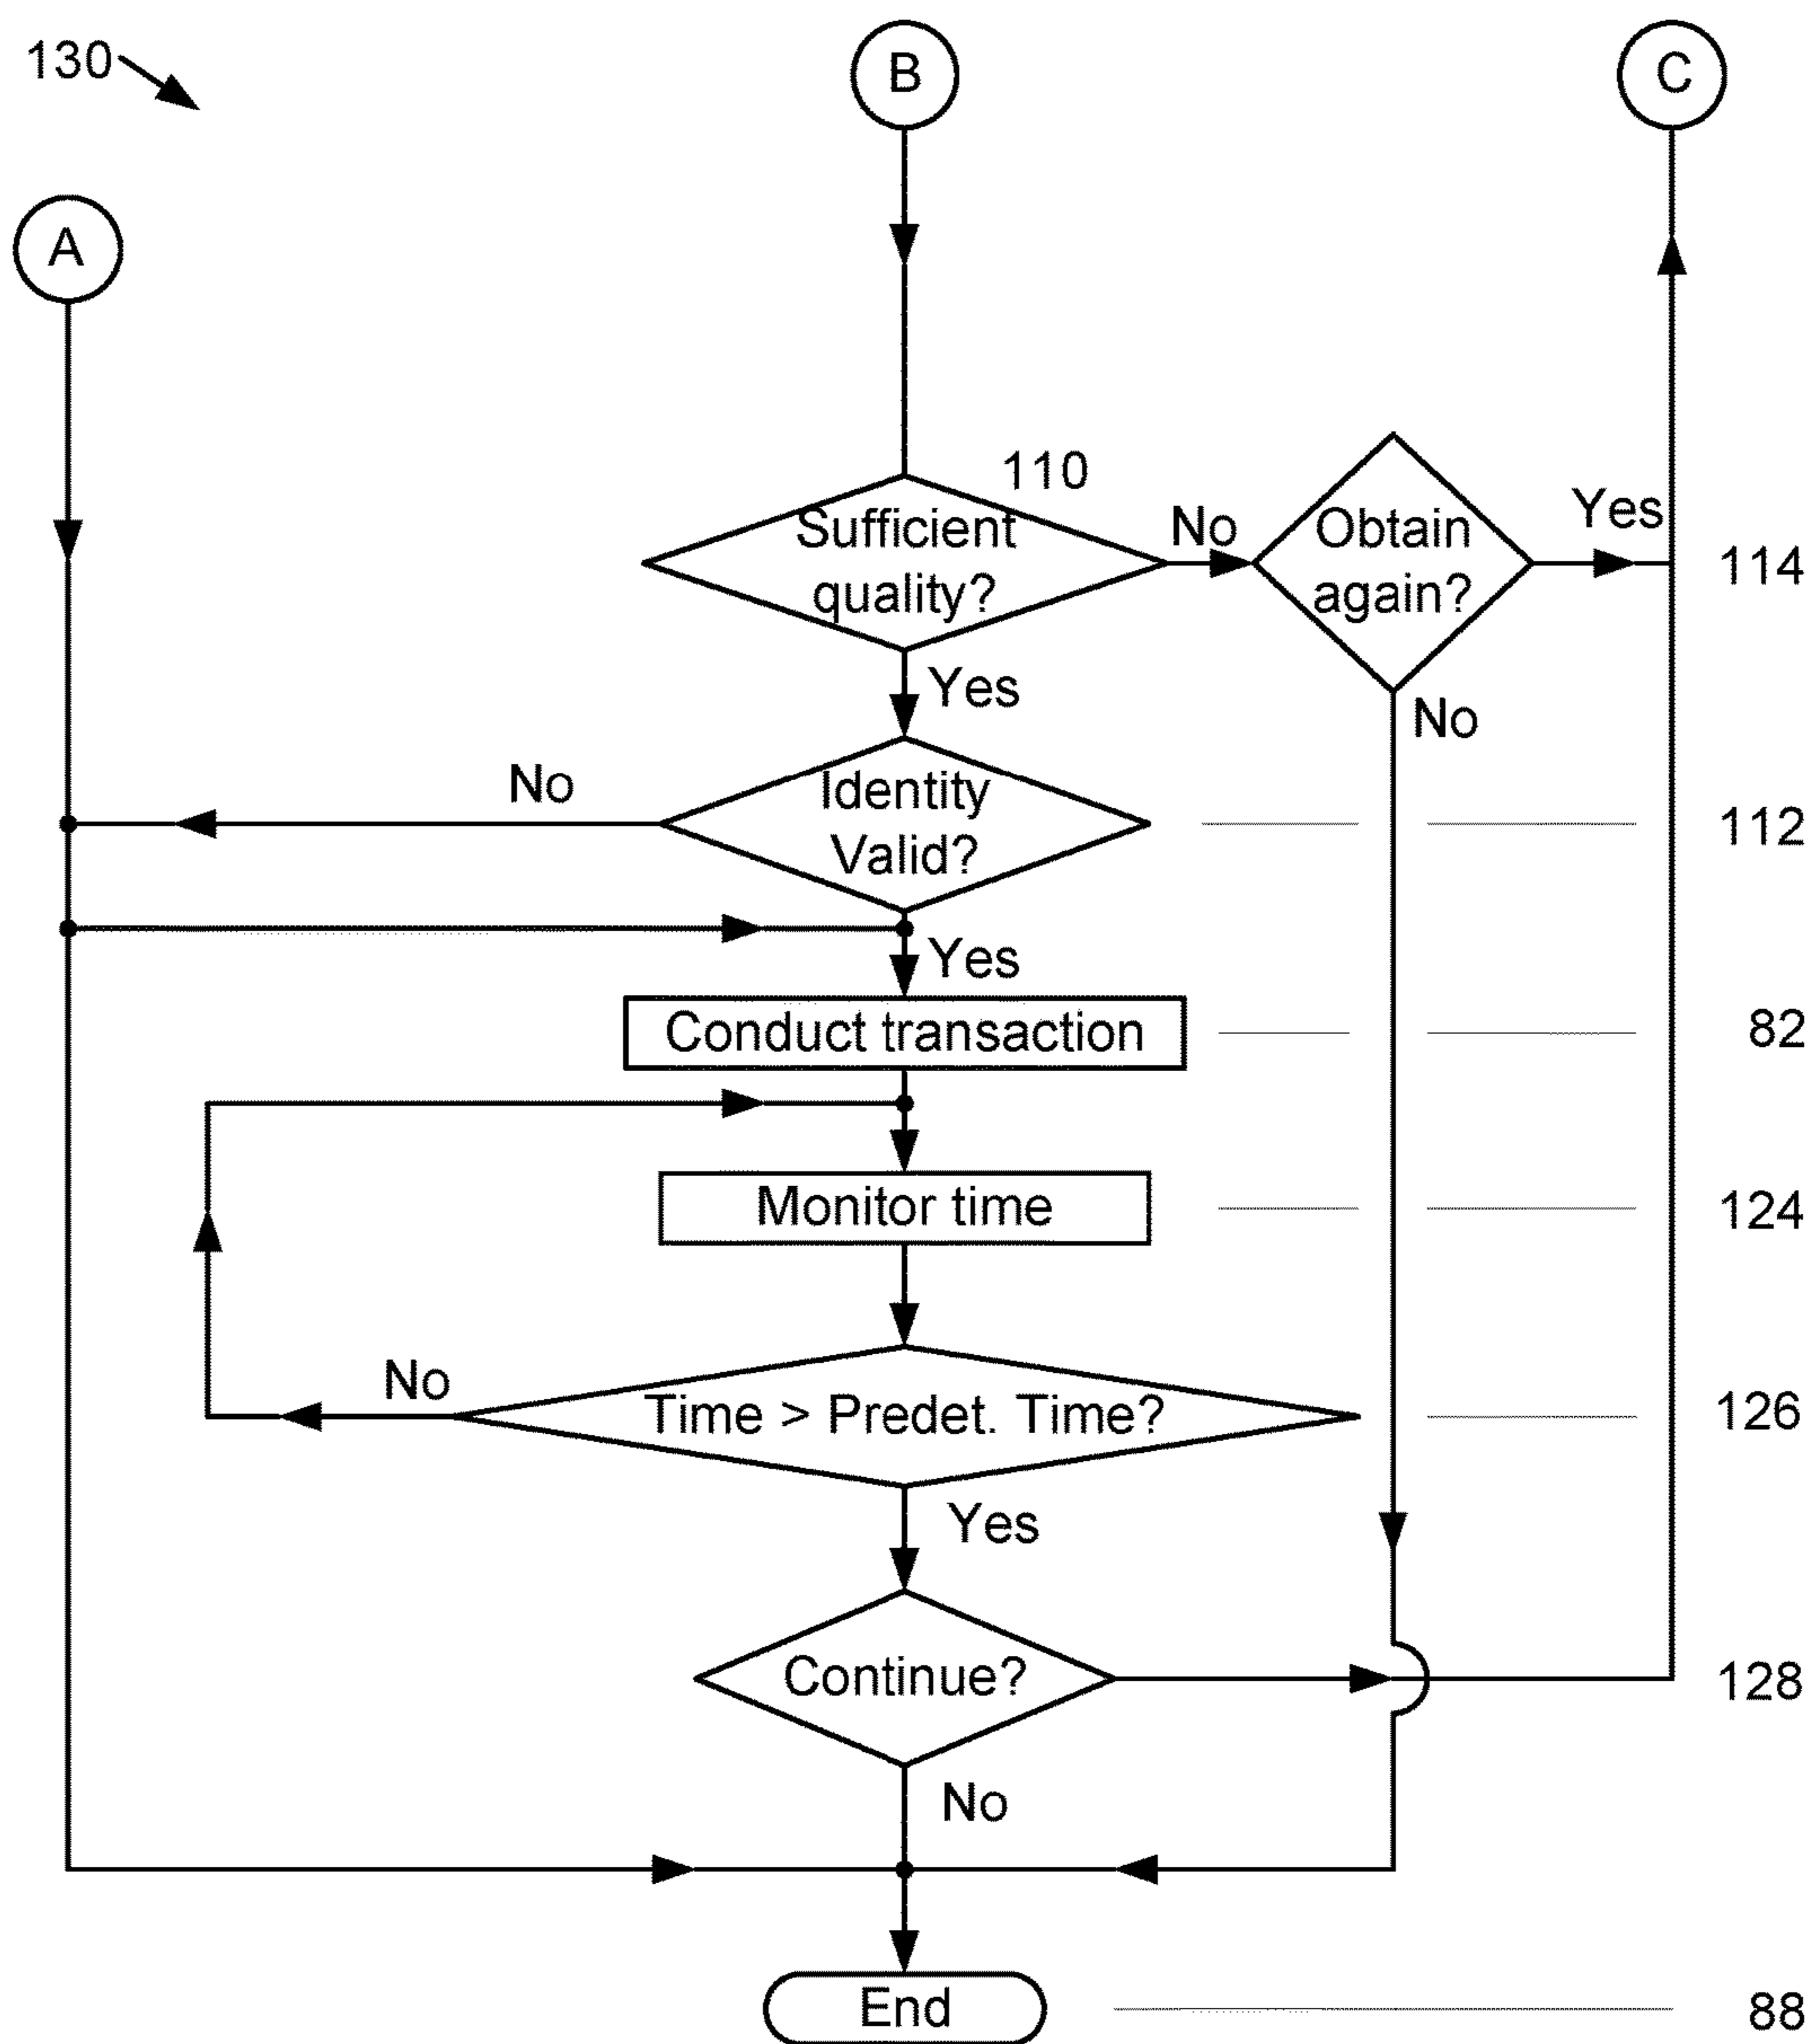 130
B
C
A
110
Sufficient
quality?
No
Obtain
again?
Yes
114
Yes
No
No
Identity
Valid?
112
Yes
Conduct transaction
82
Monitor time
124
No
Time > Predet. Time?
126
Yes
Continue?
128
No
End
88